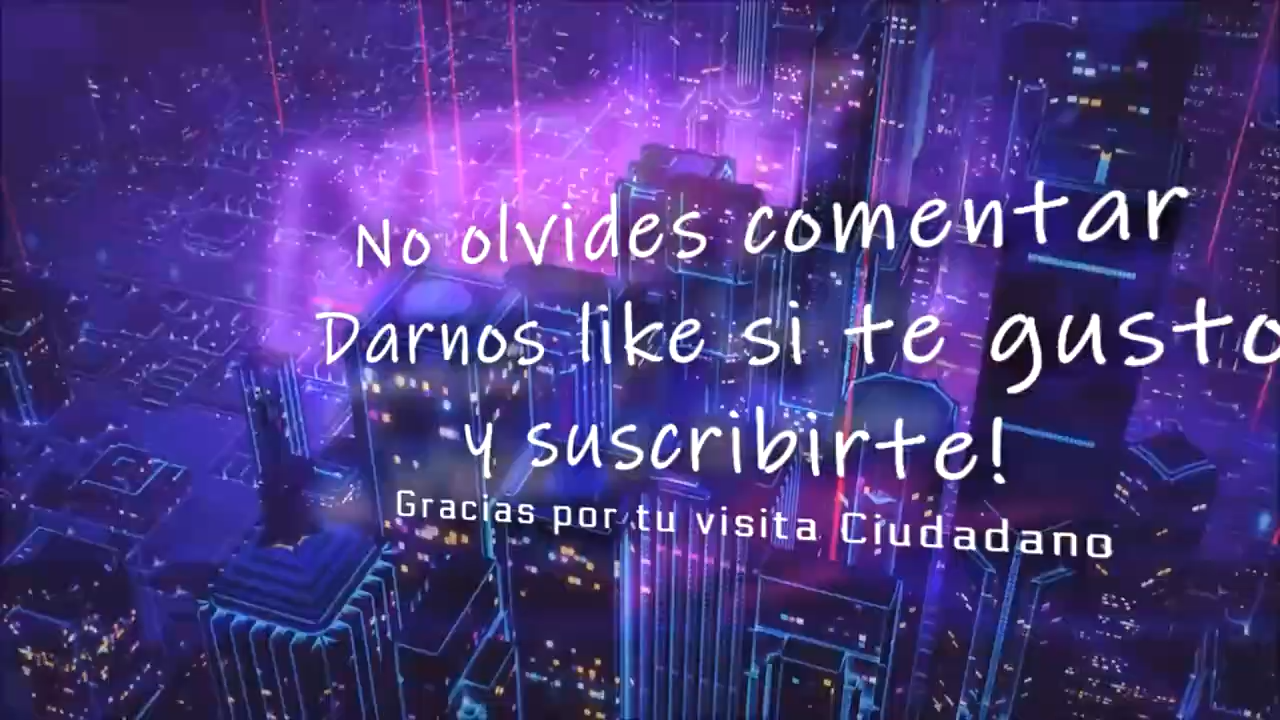 No olvides comentar
Darnos like si te gusto
y suscribirte!
Gracias por tu visita Ciudadano